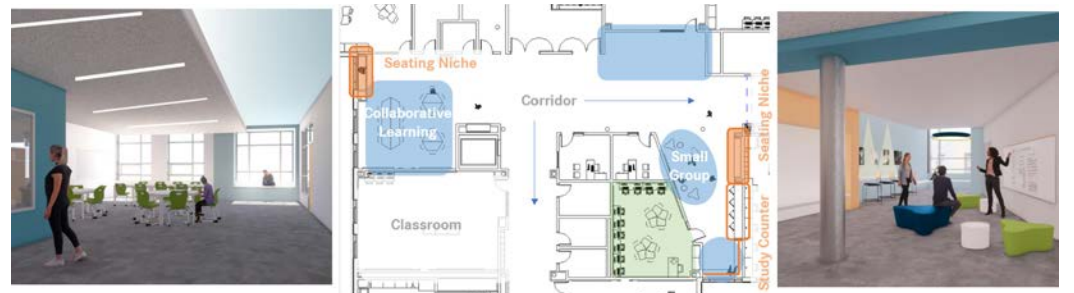 Seating Niche
Collaborative
Learning
Corridor
Small
Group
Seating Niche
Study Counter
Classroom